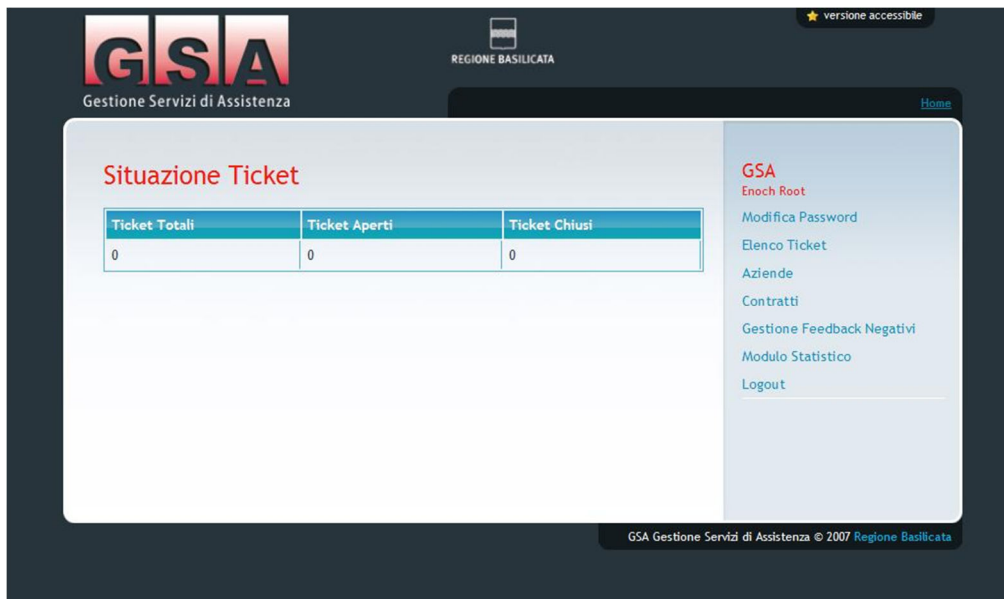 versione accessibile
GSA
Gestione Servizi di Assistenza
REGIONE BASILICATA
Home
Situazione Ticket
Ticket Totali Ticket Aperti Ticket Chiusi
0 0 0
GSA
Enoch Root
Modifica Password
Elenco Ticket
Aziende
Contratti
Gestione Feedback Negativi
Modulo Statistico
Logout
GSA Gestione Servizi di Assistenza © 2007 Regione Basilicata